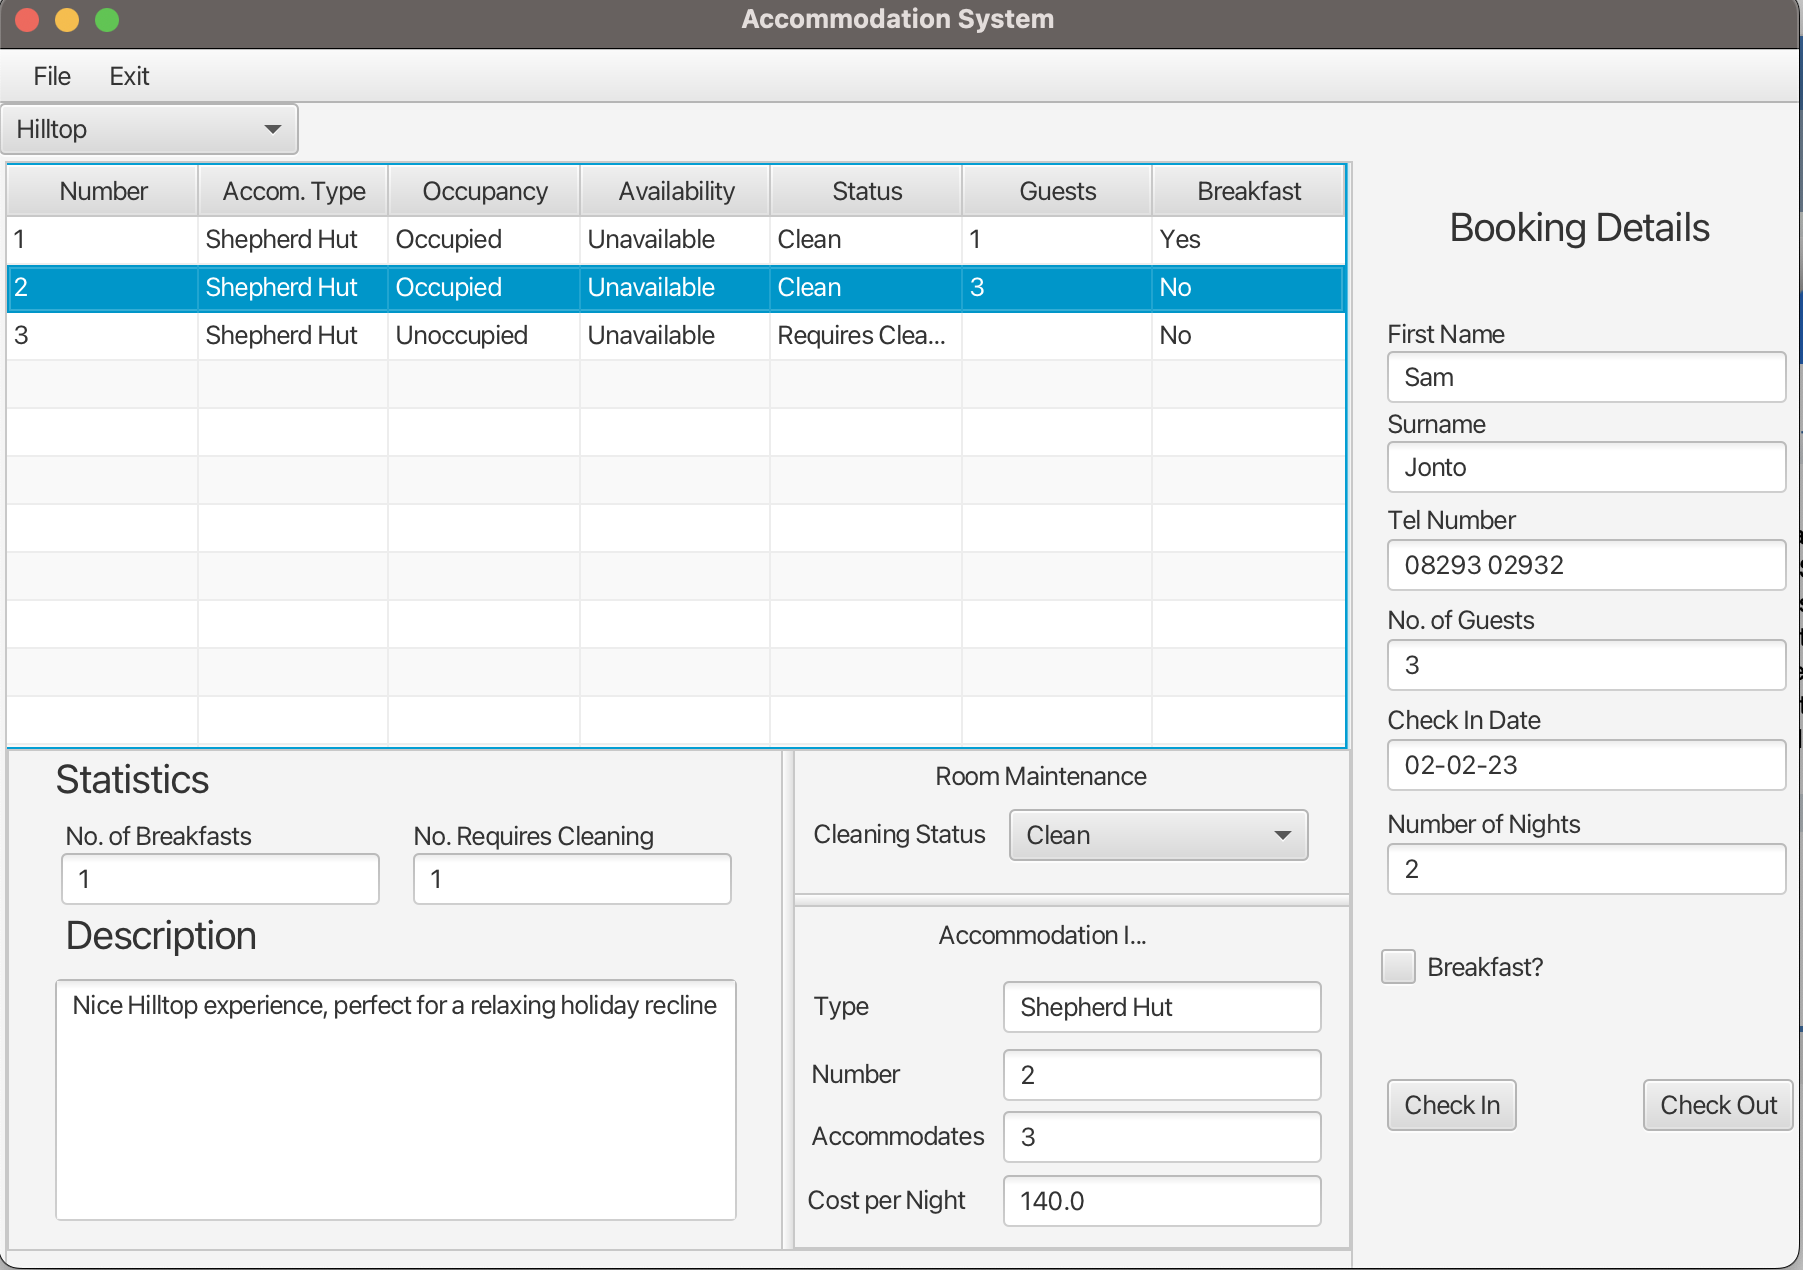 Accommodation System
File Exit
Hilltop
Number Accom. Type Occupancy Availability Status Guests Breakfast
1 Shepherd Hut Occupied Unavailable Clean 1 Yes
2 Shepherd Hut Occupied Unavailable Clean 3 No
3 Shepherd Hut Unoccupied Unavailable Requires Clea... No
Statistics
No. of Breakfasts No. Requires Cleaning
1 1
Description
Nice Hilltop experience, perfect for a relaxing holiday recline
Room Maintenance
Cleaning Status Clean
Accommodation I...
Type Shepherd Hut
Number 2
Accommodates 3
Cost per Night 140.0
Booking Details
First Name
Sam
Surname
Jonto
Tel Number
08293 02932
No. of Guests
3
Check In Date
02-02-23
Number of Nights
2
Breakfast?
Check In Check Out